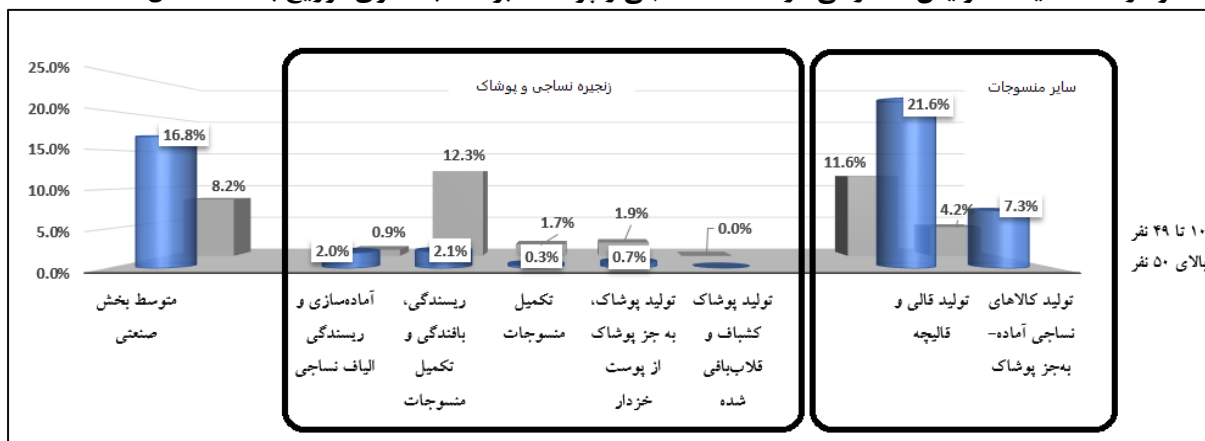 زنجیره نساجی و پوشاک
سایر منسوجات
25.0%
20.0%
15.0%
10.0%
5.0%
0.0%
16.8%
8.2%
2.0%
0.9%
2.1%
12.3%
0.3%
1.7%
0.7%
1.9%
0.0%
11.6%
21.6%
4.2%
7.3%
متوسط بخش
صنعتی
آماده‌سازی و
ریسندگی
الیاف نساجی
ریسندگی،
بافندگی و
تکمیل
منسوجات
تکمیل
منسوجات
تولید پوشاک،
به جز پوشاک
از پوست
خزدار
تولید پوشاک
کشباف و
قلاب‌بافی
شده
تولید قالی و
قالیچه
تولید کالاهای
نساجی آماده-
به‌جز پوشاک
۱۰ تا ۴۹ نفر
بالای ۵۰ نفر